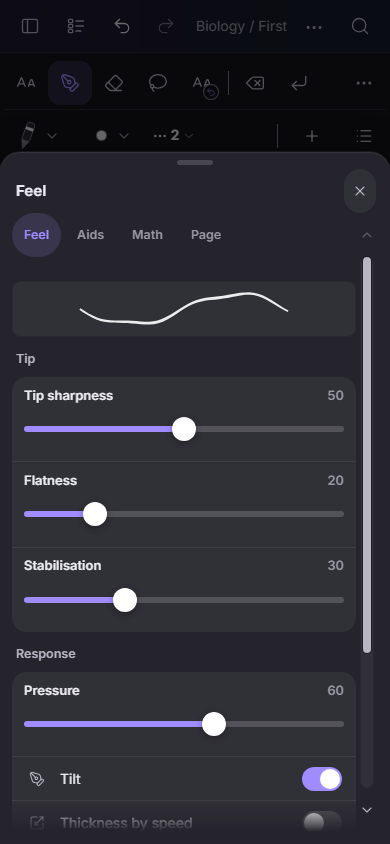 Biology / First
AA
AA
2
Feel
Feel Aids Math Page
Tip
Tip sharpness 50
Flatness 20
Stabilisation 30
Response
Pressure 60
Tilt
Thickness by speed